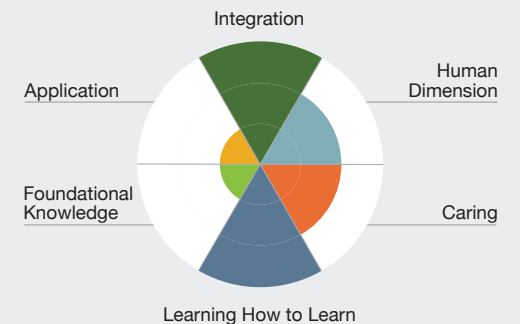 Integration
Application
Human
Dimension
Foundational
Knowledge
Caring
Learning How to Learn